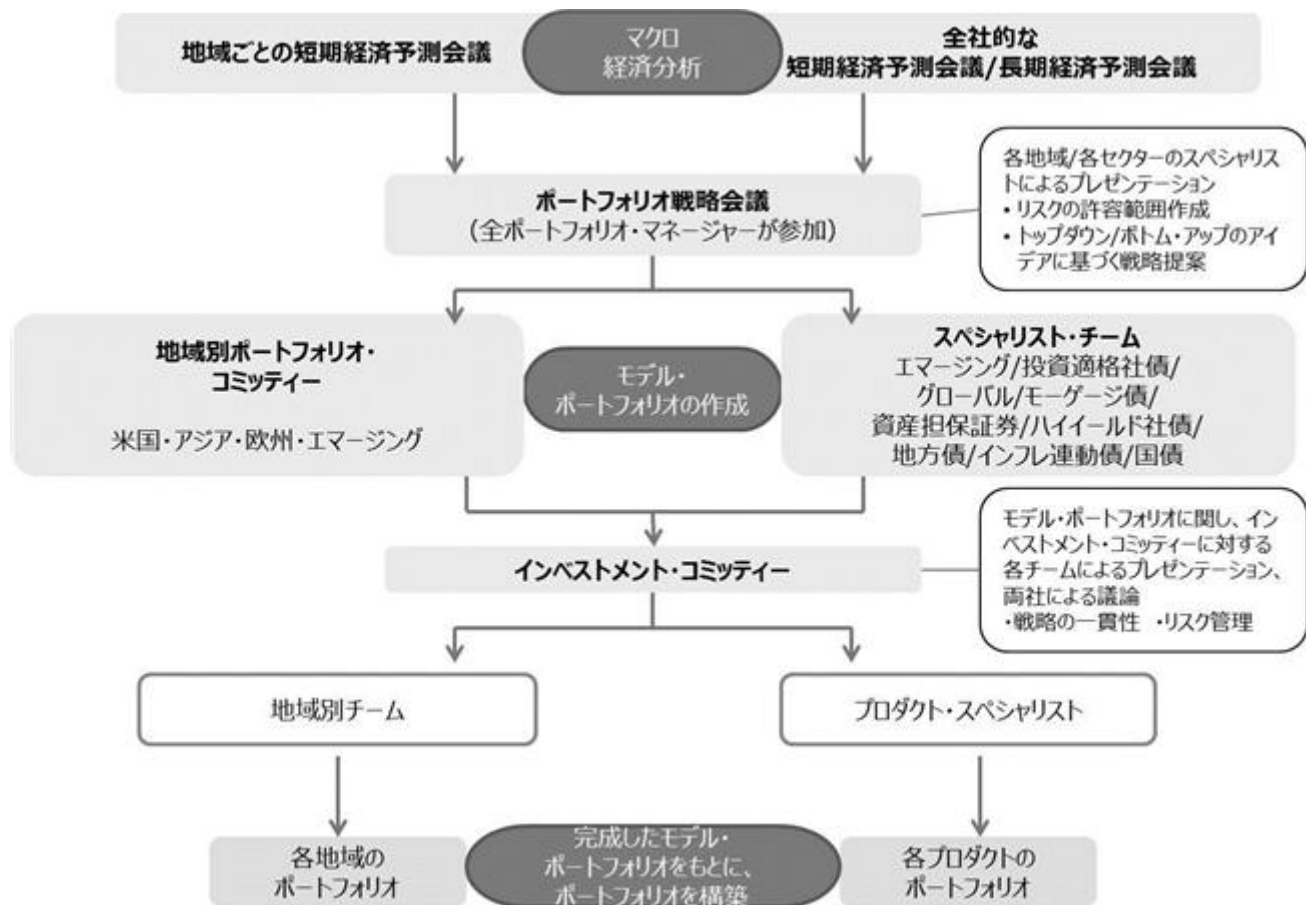 地域ごとの短期経済予測会議
マクロ
経済分析
全社的な
短期経済予測会議/長期経済予測会議
各地域/各セクターのスペシャリス
トによるプレゼンテーション
・リスクの許容範囲作成
・トップダウン/ボトム・アップのアイ
デアに基づく戦略提案
ポートフォリオ戦略会議
(全ポートフォリオ・マネージャーが参加)
地域別ポートフォリオ・
コミッティー
米国・アジア・欧州・エマージング
モデル・
ポートフォリオの作成
スペシャリスト・チーム
エマージング/投資適格社債/
グローバル/モーゲージ債/
資産担保証券/ハイイールド社債/
地方債/インフレ連動債/国債
モデル・ポートフォリオに関し、イン
ベストメント・コミッティーに対する
各チームによるプレゼンテーション、
両社による議論
・戦略の一貫性 ・リスク管理
インベストメント・コミッティー
地域別チーム
プロダクト・スペシャリスト
各地域の
ポートフォリオ
完成したモデル・
ポートフォリオをもとに、
ポートフォリオを構築
各プロダクトの
ポートフォリオ